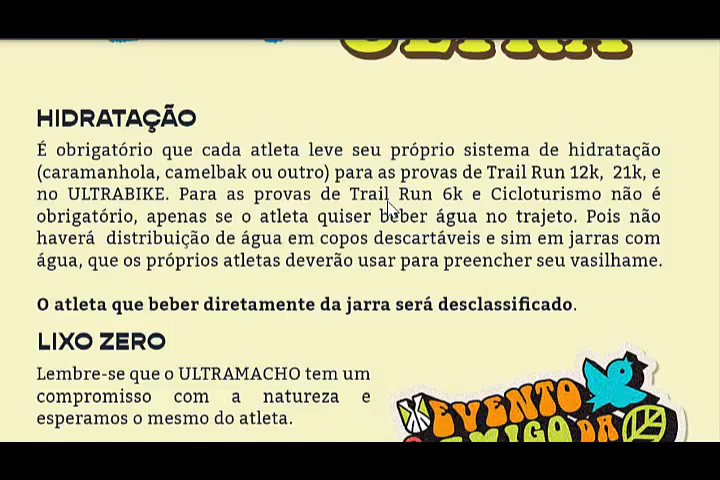 HIDRATAÇÃO
É obrigatório que cada atleta leve seu próprio sistema de hidratação
(caramanhola, camelbak ou outro) para as provas de Trail Run 12k, 21k, e
no ULTRABIKE. Para as provas de Trail Run 6k e Cicloturismo não é
obrigatório, apenas se o atleta quiser beber água no trajeto. Pois não
haverá distribuição de água em copos descartáveis e sim em jarras com
água, que os próprios atletas deverão usar para preencher seu vasilhame.
O atleta que beber diretamente da jarra será desclassificado.
LIXO ZERO
Lembre-se que o ULTRAMACHO tem um
compromisso com a natureza e
esperamos o mesmo do atleta.
EVENTO
AMIGO DA